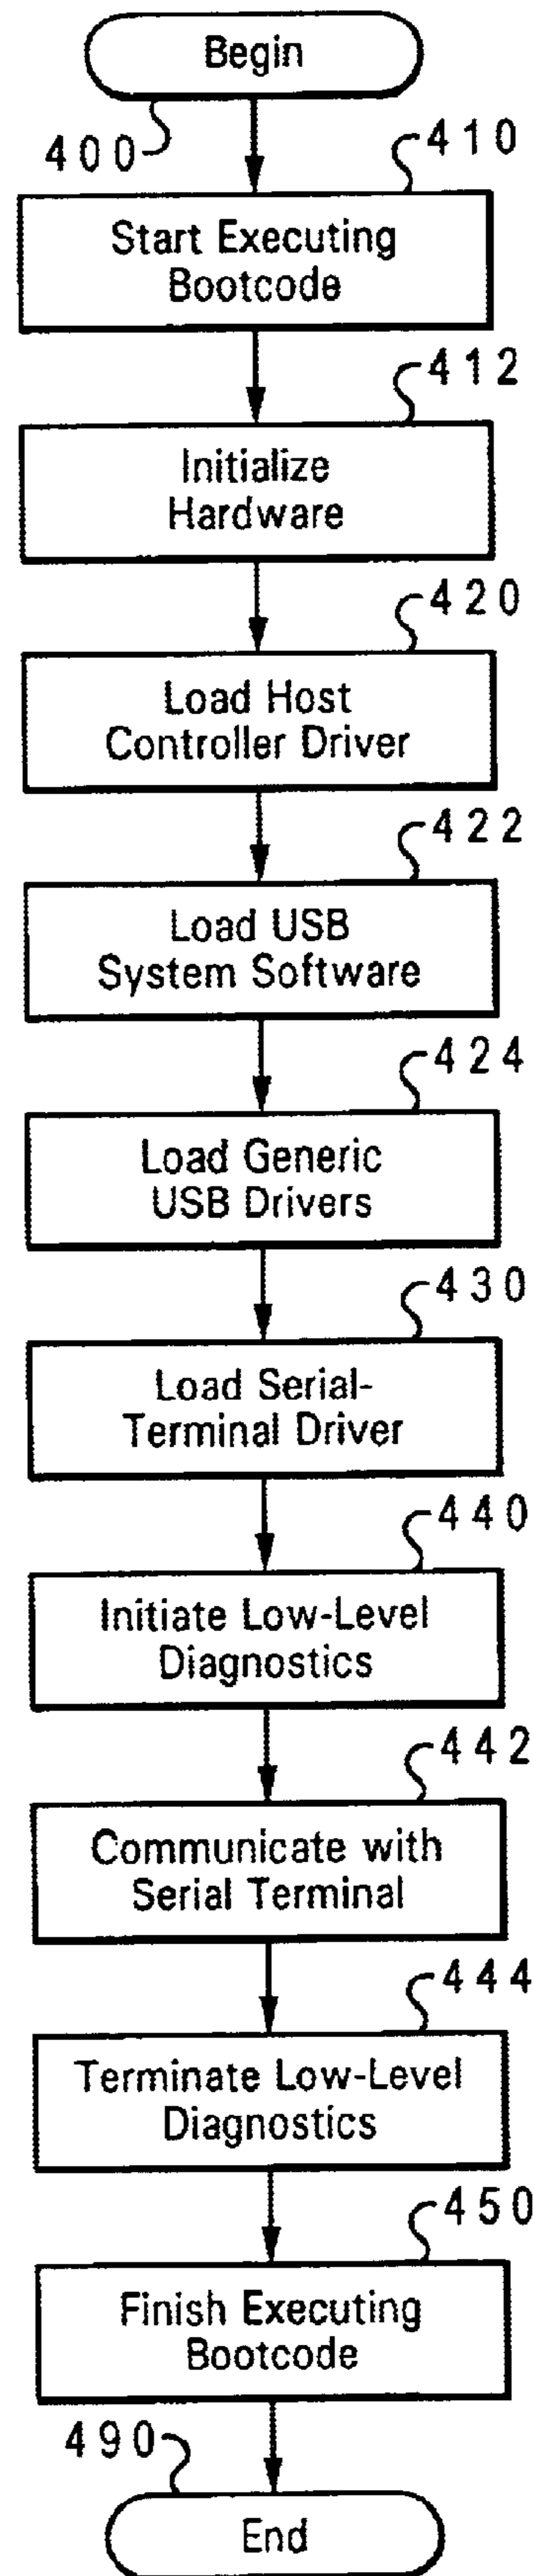 Begin
400
410
Start Executing
Bootcode
412
Initialize
Hardware
420
Load Host
Controller Driver
422
Load USB
System Software
424
Load Generic
USB Drivers
430
Load Serial-
Terminal Driver
440
Initiate Low-Level
Diagnostics
442
Communicate with
Serial Terminal
444
Terminate Low-Level
Diagnostics
450
Finish Executing
Bootcode
490
End